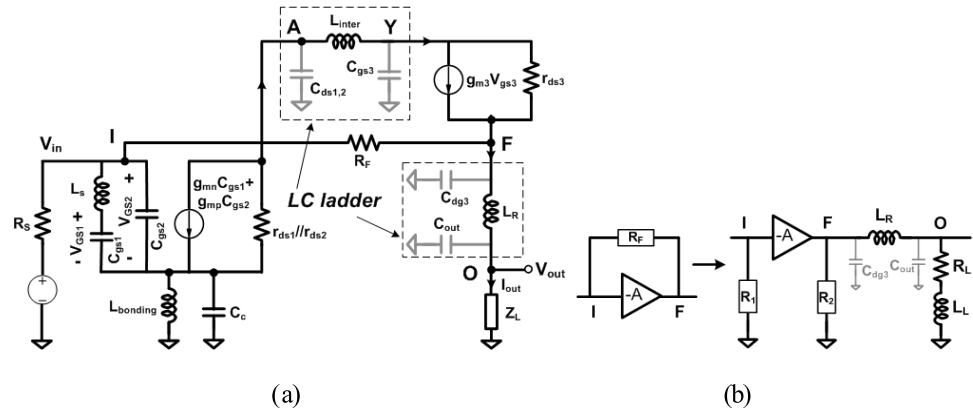 A
L_inter
Y
C_gs3
C_ds1,2
g_m3V_gs3
r_ds3
V_in
I
R_F
F
L_s
+
+
V_GS2
g_mnC_gs1+
g_mpC_gs2
LC ladder
C_dg3
L_R
R_S
V_GS1
C_gs1
C_gs2
-
-
r_ds1//r_ds2
C_out
O
V_out
I_out
L_bonding
C_c
Z_L
(a)
R_F
-A
I
F
I
-A
F
L_R
O
R_1
R_2
C_dg3
C_out
R_L
L_L
(b)